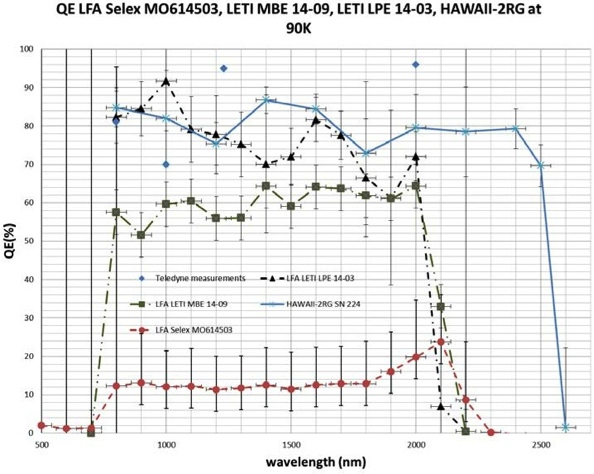 QE LFA Selex MO614503, LETI MBE 14-09, LETI LPE 14-03, HAWAII-2RG at
90K
100
90
80
70
60
50
40
30
20
10
0
QE(%)
Teledyne measurements
LFA LETI LPE 14-03
LFA LETI MBE 14-09
HAWAII-2RG SN 224
LFA Selex MO614503
500
1000
1500
2000
2500
wavelength (nm)